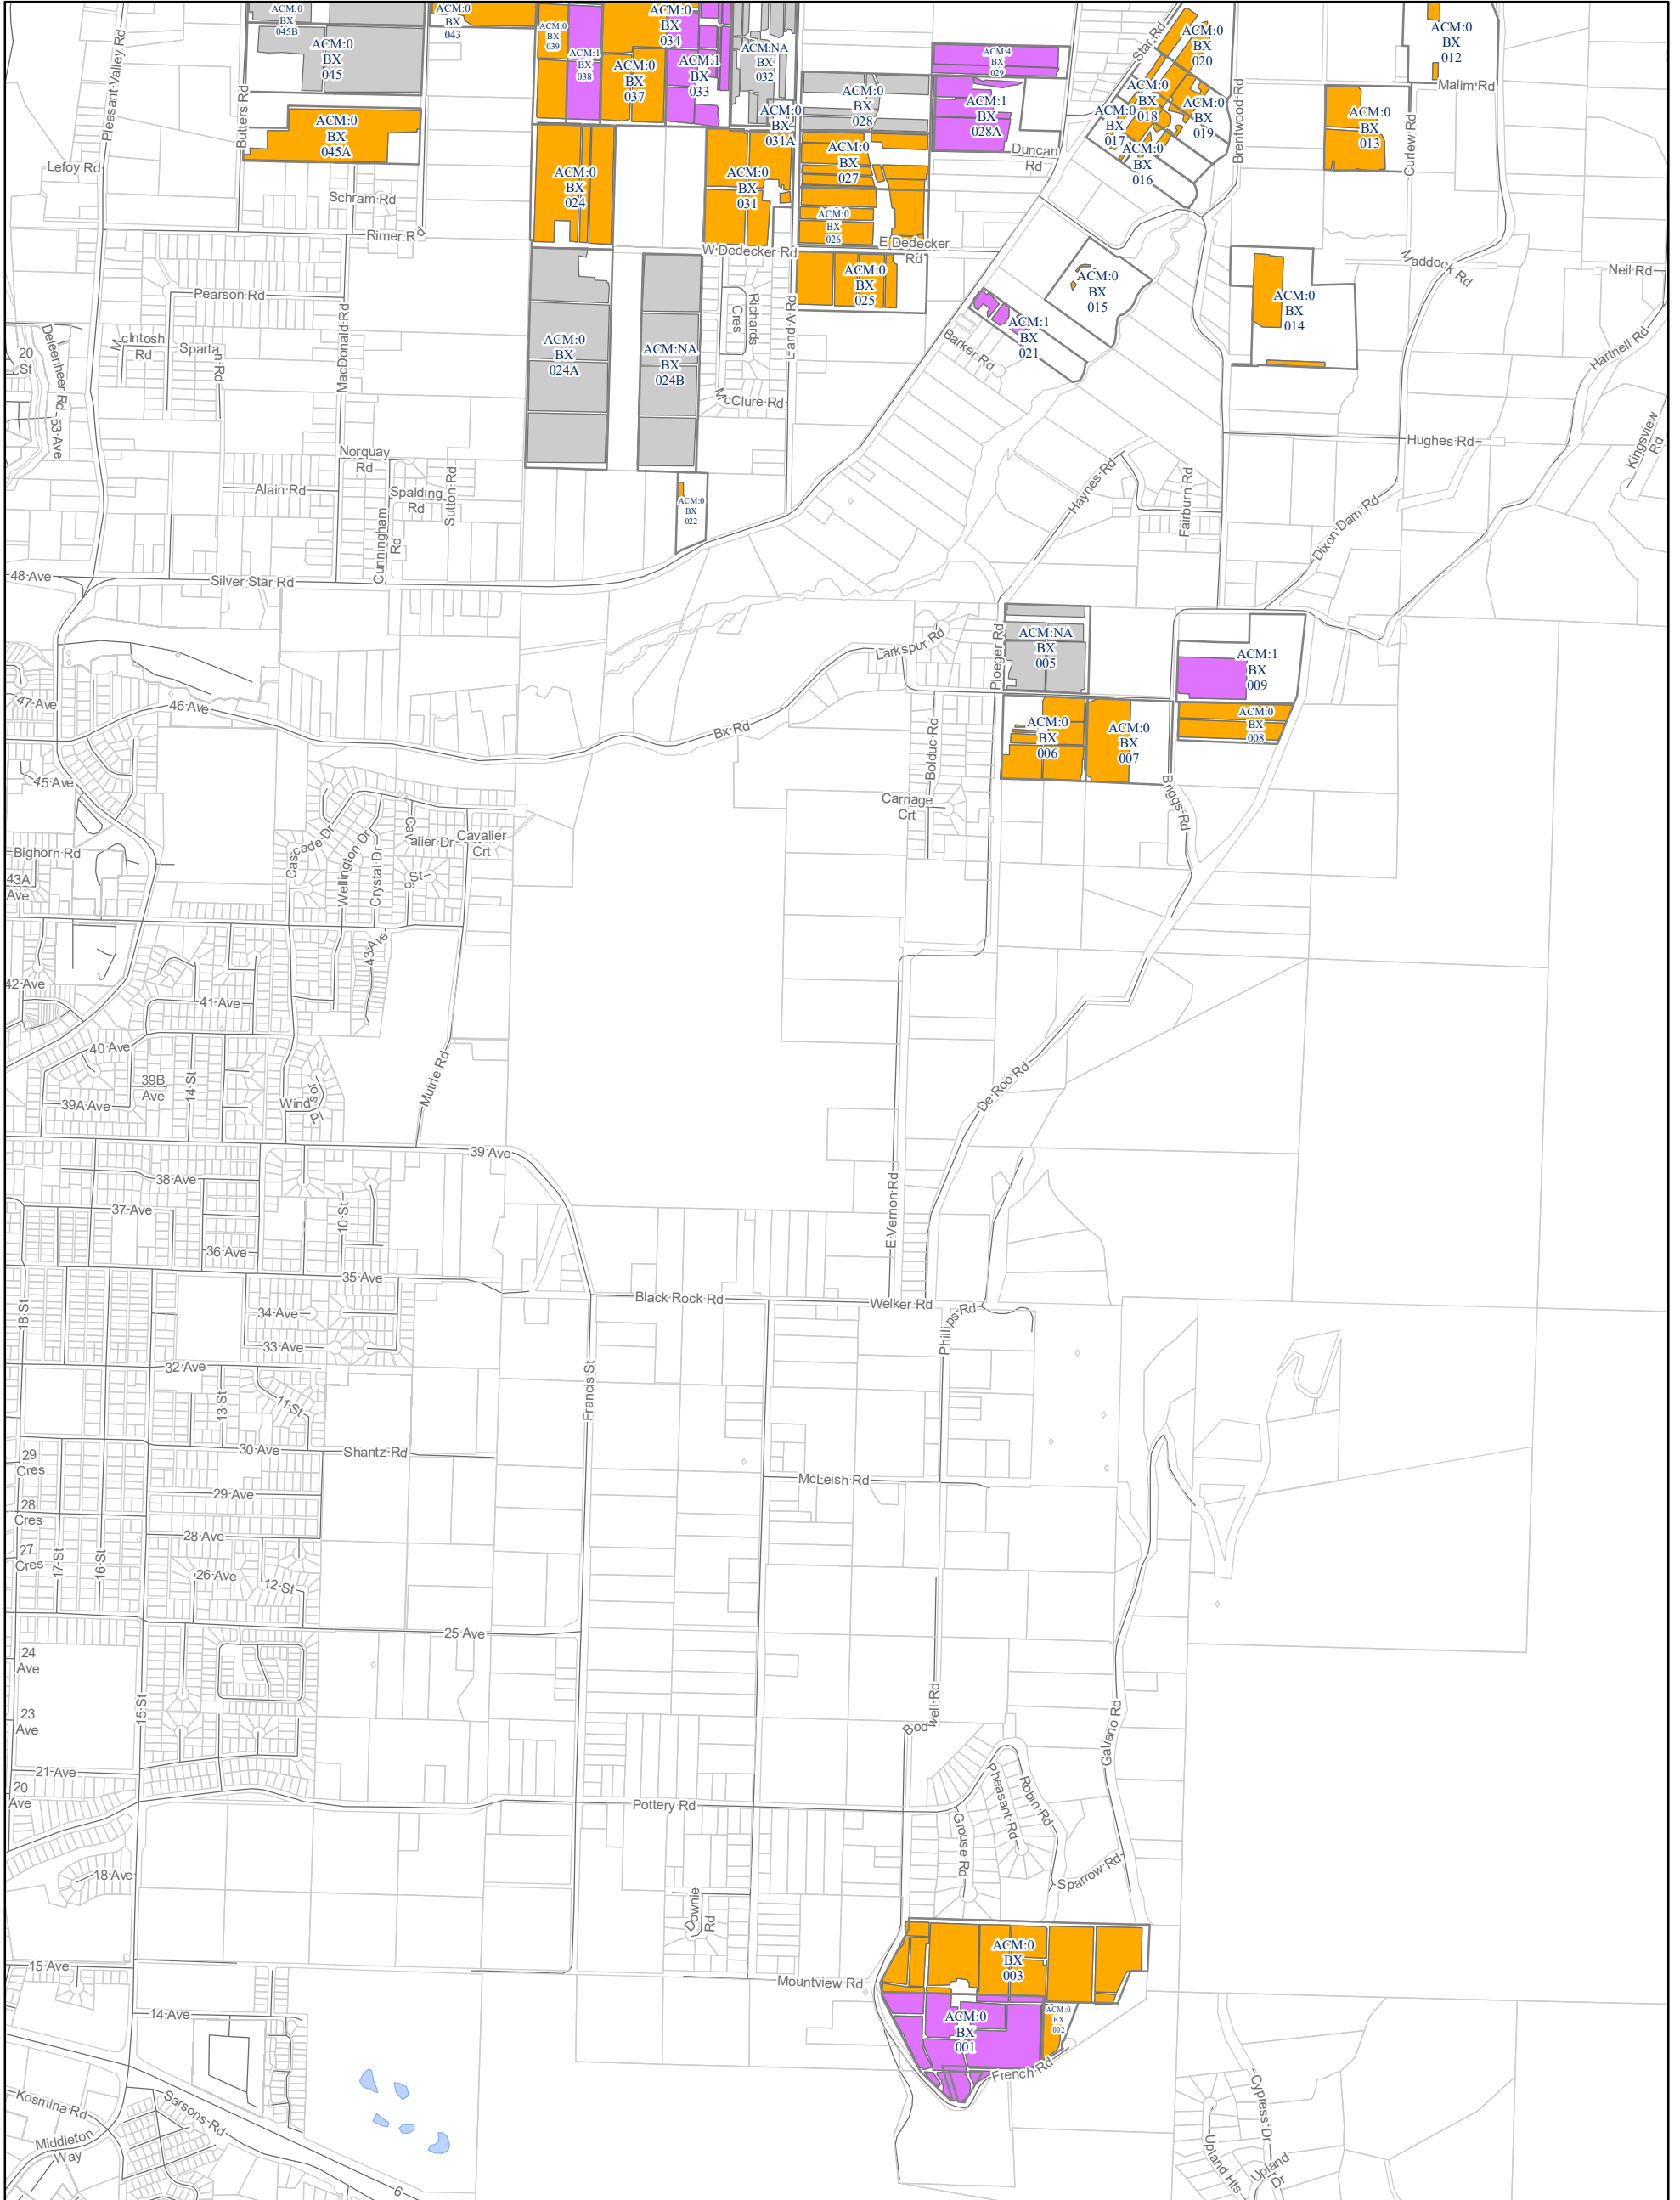 ACM:0
BX
045B
ACM:0
BX
045
ACM:0
BX
043
ACM:0
BX
039
ACM:1
BX
038
ACM:0
BX
034
ACM:0
BX
037
ACM:1
BX
033
ACM:NA
BX
032
ACM:0
BX
031A
ACM:0
BX
028
ACM:4
BX
029
ACM:1
BX
028A
Duncan
Rd
Star Rd
ACM:0
BX
020
ACM:0
BX
018
ACM:0
BX
019
ACM:0
BX
017
ACM:0
BX
016
Brentwood Rd
ACM:0
BX
012
Malim Rd
ACM:0
BX
013
Curlew Rd
Pleasant Valley Rd
Butters Rd
ACM:0
BX
045A
Lefoy Rd
Schram Rd
Rimer Rd
ACM:0
BX
024
ACM:0
BX
031
ACM:0
BX
027
ACM:0
BX
026
W Dedecker Rd
E Dedecker
Rd
ACM:0
BX
025
ACM:0
BX
015
ACM:0
BX
014
Maddock Rd
Neil Rd
Hartnell Rd
Pearson Rd
MacDonald Rd
McIntosh
Rd
Spartan Rd
20
St
Deleenheer Rd
53 Ave
ACM:0
BX
024A
ACM:NA
BX
024B
Richards
Cres
L and A Rd
McClure Rd
ACM:1
BX
021
Barker Rd
Hughes Rd
Kingsview
Rd
Norquay
Rd
Alain Rd
Spalding
Rd
Sutton Rd
Cunningham
Rd
ACM:0
BX
022
Haynes Rd
Fairburn Rd
Dixon Dam Rd
48 Ave
Silver Star Rd
Larkspur Rd
Ploeger Rd
ACM:NA
BX
005
ACM:1
BX
009
ACM:0
BX
008
ACM:0
BX
006
ACM:0
BX
007
47 Ave
46 Ave
Bx Rd
Bolduc Rd
Briggs Rd
45 Ave
Carriage
Crt
Bighorn Rd
43A
Ave
Cascade Dr
Wellington Dr
Crystal Dr
Cavalier Dr
Cavalier
Crt
9 St
43 Ave
42 Ave
41 Ave
40 Ave
39B
Ave
14 St
39A Ave
Windsor Pl
Mutrie Rd
De Roo Rd
39 Ave
38 Ave
37 Ave
10 St
36 Ave
35 Ave
E Vernon Rd
18 St
34 Ave
33 Ave
Black Rock Rd
Welker Rd
Phillips Rd
32 Ave
13 St
11 St
Francis St
30 Ave
Shantz Rd
29
Cres
McLeish Rd
29 Ave
28
Cres
28 Ave
27
Cres
17 St
16 St
26 Ave
12 St
25 Ave
24
Ave
23
Ave
15 St
Bodwell Rd
Galiano Rd
21 Ave
20
Ave
Pottery Rd
Grouse Rd
Pheasant Rd
Robin Rd
Sparrow Rd
18 Ave
Downie
Rd
15 Ave
Mountview Rd
ACM:0
BX
003
ACM:0
BX
002
ACM:0
BX
001
French Rd
14 Ave
Kosmina Rd
Sarsons Rd
Middleton
Way
6
Cypress Dr
Upland Hts
Upland
Dr